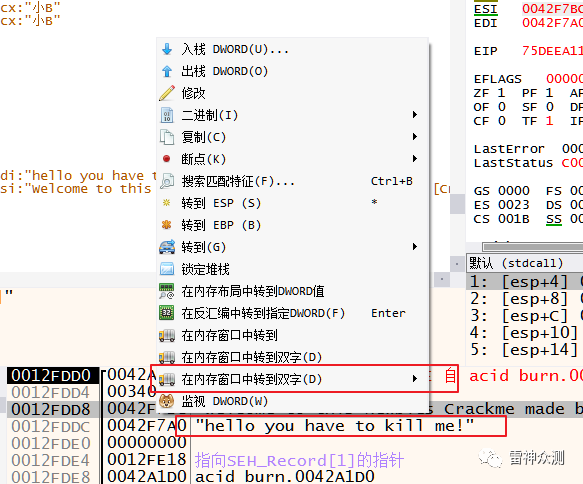 cx:"小B"
cx:"小B"
di:"hello you have t
si:"Welcome to this
[Cr
"
入栈 DWORD(U)...
出栈 DWORD(O)
修改
二进制(I)
复制(C)
断点(K)
搜索匹配特征(F)... Ctrl+B
转到 ESP (S) *
转到 EBP (B)
转到(G)
锁定堆栈
在内存布局中转到DWORD值
在反汇编中转到指定DWORD(F) Enter
在内存窗口中转到
在内存窗口中转到双字(D)
在内存窗口中转到双字(D)
监视 DWORD(W)
ESI 0042F7BC
EDI 0042F7A0
EIP 75DEEA11
EFLAGS 00000
ZF 1 PF 1 AF
OF 0 SF 0 DF
CF 0 TF 1 IF
LastError 000
LastStatus C00
GS 0000 FS 00
ES 0023 DS 00
CS 001B SS 00
默认 (stdcall)
1: [esp+4] 0
2: [esp+8] 0
3: [esp+C] 0
4: [esp+10]
5: [esp+14]
0012FDD0 0042A 自 acid burn.0042
0012FDD4 00340
0012FDD8 0042F Crackme made b
0012FDDC 0042F7A0 "hello you have to kill me!"
0012FDE0 00000000
0012FDE4 0012FE18 指向SEH_Record[1]的指针
0012FDE8 0042A1D0 acid burn.0042A1D0
雷神众测